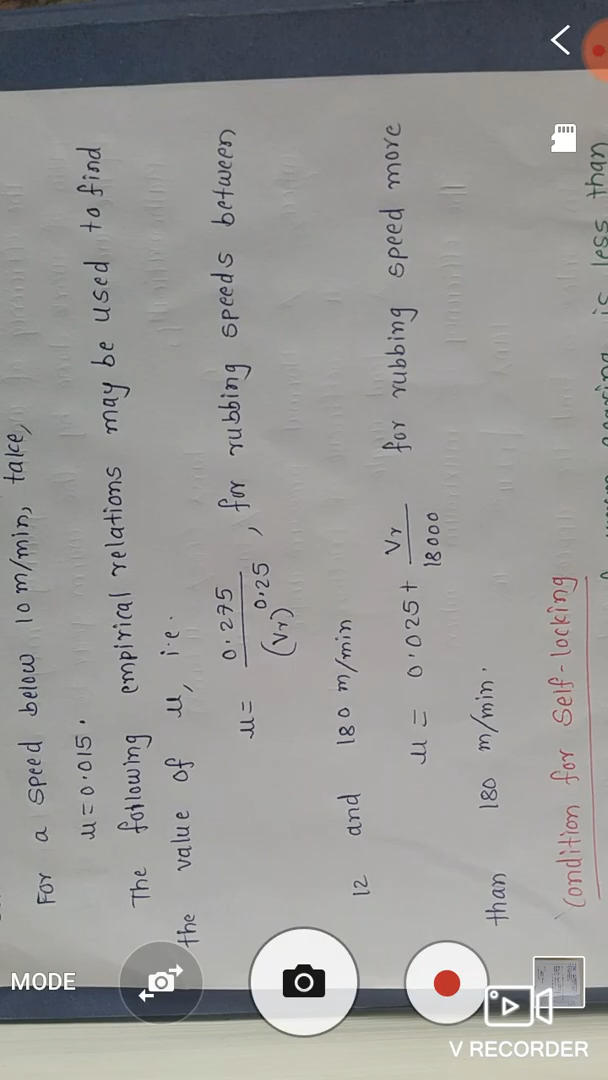 For a speed below 10 m/min, take,
μ = 0.015.
The following empirical relations may be used to find
the value of μ, i.e.
μ = 0.275 / (Vr)^0.25 , for rubbing speeds between
12 and 180 m/min
μ = 0.025 + Vr / 18000 for rubbing speed more
than 180 m/min.
Condition for Self-locking
is less than
MODE
V RECORDER